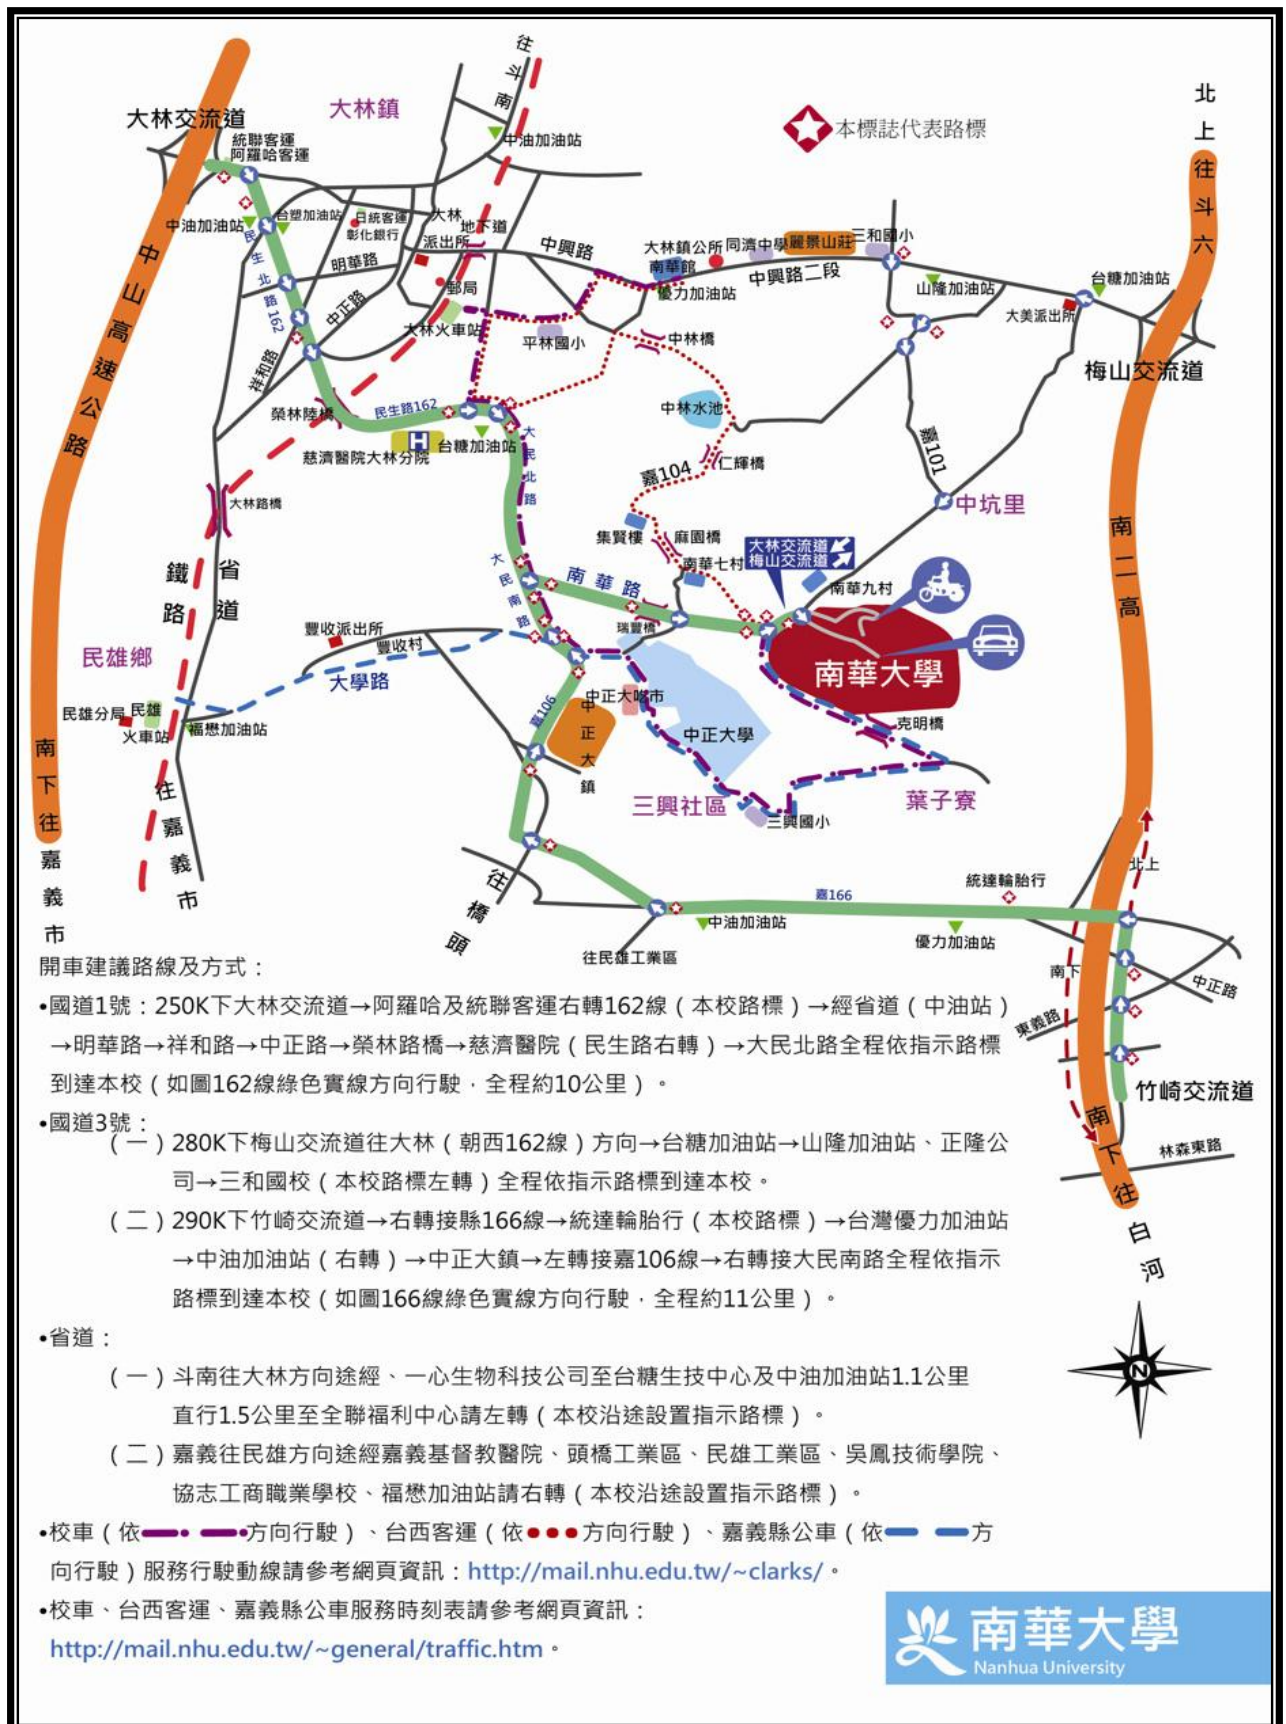 大林交流道
大林鎮
往斗南
中油加油站
本標誌代表路標
北上
往斗六
統聯客運
阿羅哈客運
中油加油站
台塑加油站
日統客運
彰化銀行
大林
派出所
地下道
中興路
大林鎮公所
同濟中學
麗景山莊
三和國小
南華館
優力加油站
中興路二段
山隆加油站
台糖加油站
大美派出所
民生北路162
明華路
中正路
郵局
大林火車站
平林國小
中林橋
梅山交流道
中山高速公路
祥和路
榮林陸橋
民生路162
H
慈濟醫院大林分院
台糖加油站
大民北路
中林水池
嘉104
仁輝橋
嘉101
中坑里
大林路橋
集賢樓
麻園橋
南華七村
大林交流道
梅山交流道
南華九村
南二高
鐵路
省道
大民南路
南華路
瑞豐橋
豐收派出所
豐收村
大學路
民雄鄉
南華大學
民雄分局
民雄
火車站
福懋加油站
嘉106
中正大吃市
中正大鎮
中正大學
克明橋
三興社區
三興國小
葉子寮
南下往
嘉義市
往嘉義市
往橋頭
北上
統達輪胎行
嘉166
中油加油站
優力加油站
往民雄工業區
南下
中正路
東義路
竹崎交流道
南下往
林森東路
白河
N
開車建議路線及方式：
•國道1號：250K下大林交流道→阿羅哈及統聯客運右轉162線（本校路標）→經省道（中油站）
→明華路→祥和路→中正路→榮林路橋→慈濟醫院（民生路右轉）→大民北路全程依指示路標
到達本校（如圖162線綠色實線方向行駛，全程約10公里）。
•國道3號：
（一）280K下梅山交流道往大林（朝西162線）方向→台糖加油站→山隆加油站、正隆公
司→三和國校（本校路標左轉）全程依指示路標到達本校。
（二）290K下竹崎交流道→右轉接縣166線→統達輪胎行（本校路標）→台灣優力加油站
→中油加油站（右轉）→中正大鎮→左轉接嘉106線→右轉接大民南路全程依指示
路標到達本校（如圖166線綠色實線方向行駛，全程約11公里）。
•省道：
（一）斗南往大林方向途經、一心生物科技公司至台糖生技中心及中油加油站1.1公里
直行1.5公里至全聯福利中心請左轉（本校沿途設置指示路標）。
（二）嘉義往民雄方向途經嘉義基督教醫院、頭橋工業區、民雄工業區、吳鳳技術學院、
協志工商職業學校、福懋加油站請右轉（本校沿途設置指示路標）。
•校車（依方向行駛）、台西客運（依方向行駛）、嘉義縣公車（依方
向行駛）服務行駛動線請參考網頁資訊：http://mail.nhu.edu.tw/~clarks/。
•校車、台西客運、嘉義縣公車服務時刻表請參考網頁資訊：
http://mail.nhu.edu.tw/~general/traffic.htm。
南華大學
Nanhua University